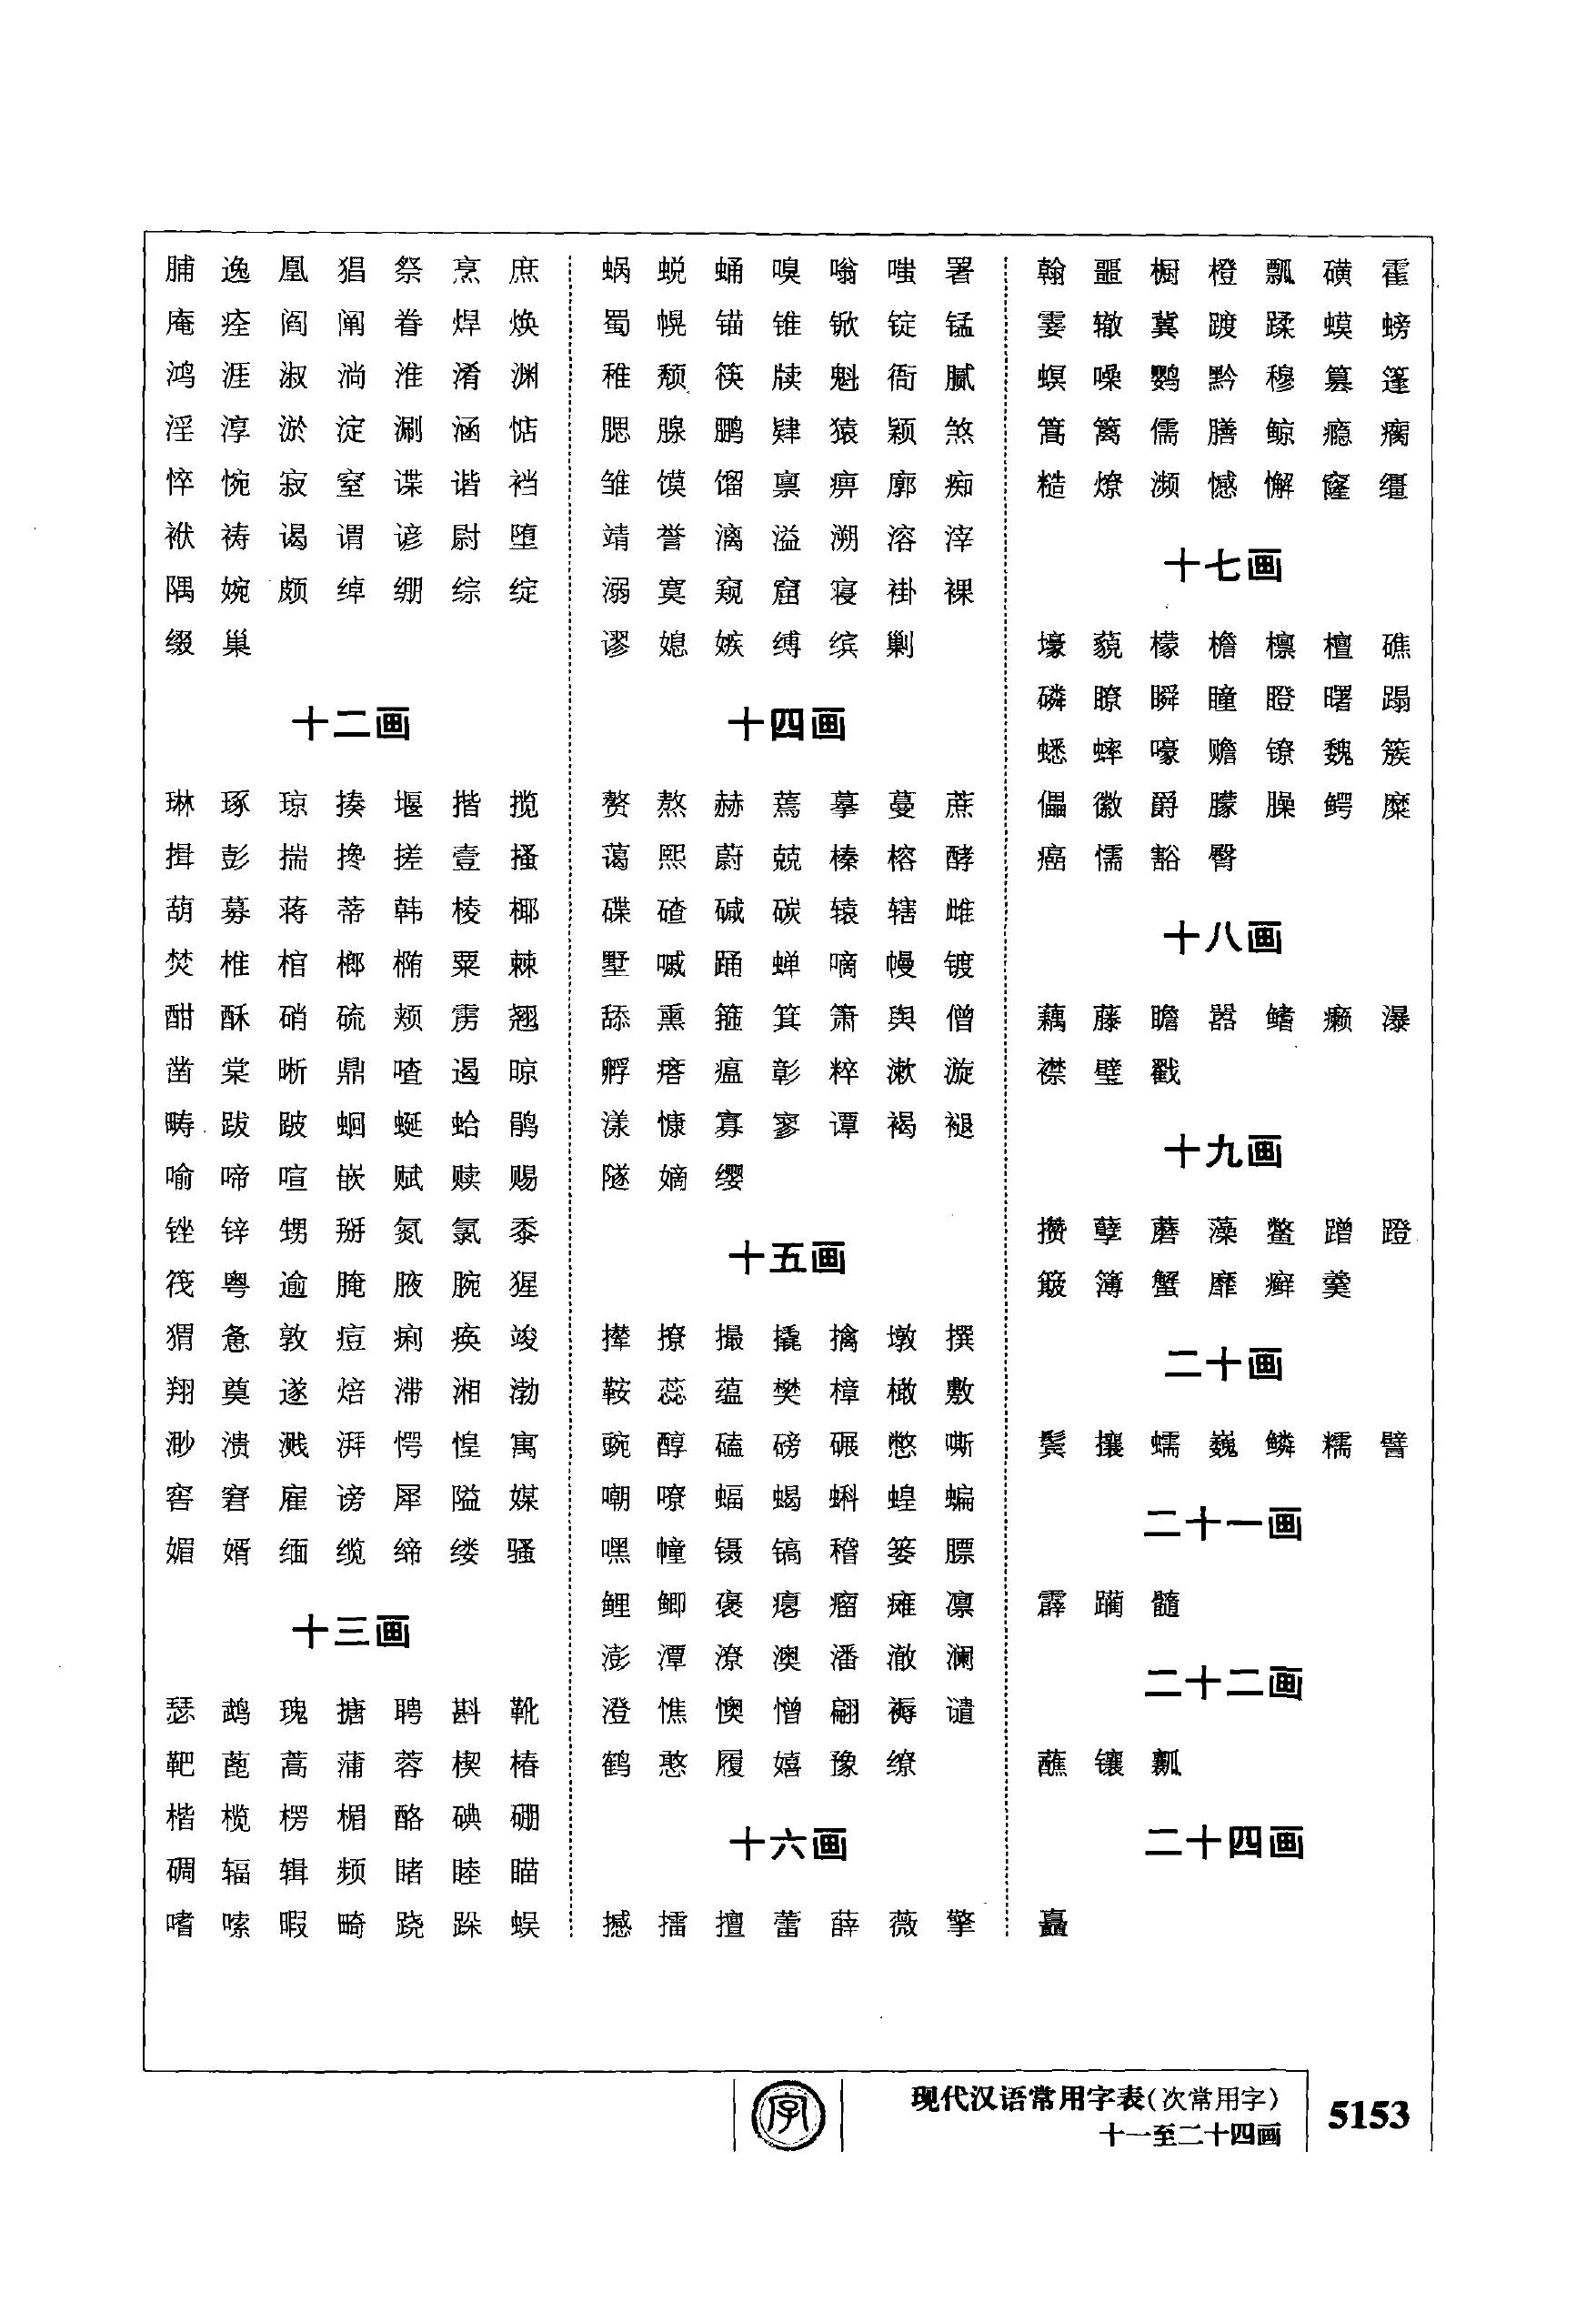 脯 逸 凰 猖 祭 烹 庶
庵 痊 阎 阐 眷 焊 焕
鸿 涯 淑 淌 淮 淆 渊
淫 淳 淤 淀 涮 涵 惦
悴 惋 寂 窒 谍 谐 裆
袱 祷 谒 谓 谚 尉 堕
隅 婉 颇 绰 绷 综 绽
缀 巢
十二画
琳 琢 琼 揍 堰 揩 揽
揖 彭 揣 搀 搓 壹 搔
葫 募 蒋 蒂 韩 棱 椰
焚 椎 棺 榔 椭 粟 棘
酣 酥 硝 硫 颊 雳 翘
凿 棠 晰 鼎 喳 遏 晾
畴 跋 跛 蛔 蜒 蛤 鹃
喻 啼 喧 嵌 赋 赎 赐
锉 锌 甥 掰 氮 氯 黍
筏 粤 逾 腌 腋 腕 猩
猬 惫 敦 痘 痢 痪 竣
翔 奠 遂 焙 滞 湘 渤
渺 溃 溅 湃 愕 惶 寓
窖 窘 雇 谤 犀 隘 媒
媚 婿 缅 缆 缔 缕 骚
十三画
瑟 鹉 瑰 搪 聘 斟 靴
靶 蓖 蒿 蒲 蓉 楔 椿
楷 榄 楞 楣 酪 碘 硼
碉 辐 辑 频 睹 睦 瞄
嗜 嗦 暇 畸 跷 跺 蜈
蜗 蜕 蛹 嗅 嗡 嗤 署
蜀 幌 锚 锥 锨 锭 锰
稚 颓 筷 牍 魁 衙 腻
腮 腺 鹏 肄 猿 颖 煞
雏 馍 馏 禀 痹 廓 痴
靖 誉 漓 溢 溯 溶 滓
溺 寞 窥 窟 寝 褂 裸
谬 媳 嫉 缚 缤 剿
十四画
赘 熬 赫 蔫 摹 蔓 蔗
蔼 熙 蔚 兢 榛 榕 酵
碟 碴 碱 碳 辕 辖 雌
墅 嘁 踊 蝉 嘀 幔 镀
舔 熏 箍 箕 箫 舆 僧
孵 瘩 瘟 彰 粹 漱 漩
漾 慷 寡 寥 谭 褐 褪
隧 嫡 缨
十五画
撵 撩 撮 撬 擒 墩 撰
鞍 蕊 蕴 樊 樟 橄 敷
豌 醇 磕 磅 碾 憋 嘶
嘲 嘹 蝠 蝎 蝌 蝗 蝙
嘿 幢 镊 镐 稽 篓 膘
鲤 鲫 褒 瘪 瘤 瘫 凛
澎 潭 潦 澳 潘 澈 澜
澄 憔 懊 憎 翩 褥 谴
鹤 憨 履 嬉 豫 缭
十六画
撼 擂 擅 蕾 薛 薇 擎
翰 噩 橱 橙 瓢 磺 霍
霎 辙 冀 踱 蹂 蟆 螃
螟 噪 鹦 黔 穆 篡 篷
篙 篱 儒 膳 鲸 瘾 瘸
糙 燎 濒 憾 懈 窿 缰
十七画
壕 藐 檬 檐 檩 檀 礁
磷 瞭 瞬 瞳 瞪 曙 蹋
蟋 蟀 嚎 赡 镣 魏 簇
儡 徽 爵 朦 臊 鳄 糜
癌 懦 豁 臀
十八画
藕 藤 瞻 嚣 鳍 癞 瀑
襟 璧 戳
十九画
攒 孽 蘑 藻 鳖 蹭 蹬
簸 簿 蟹 靡 癣 羹
二十画
鬓 攘 蠕 巍 鳞 糯 譬
二十一画
霹 躏 髓
二十二画
蘸 镶 瓤
二十四画
矗
字
现代汉语常用字表(次常用字)
十一至二十四画
5153